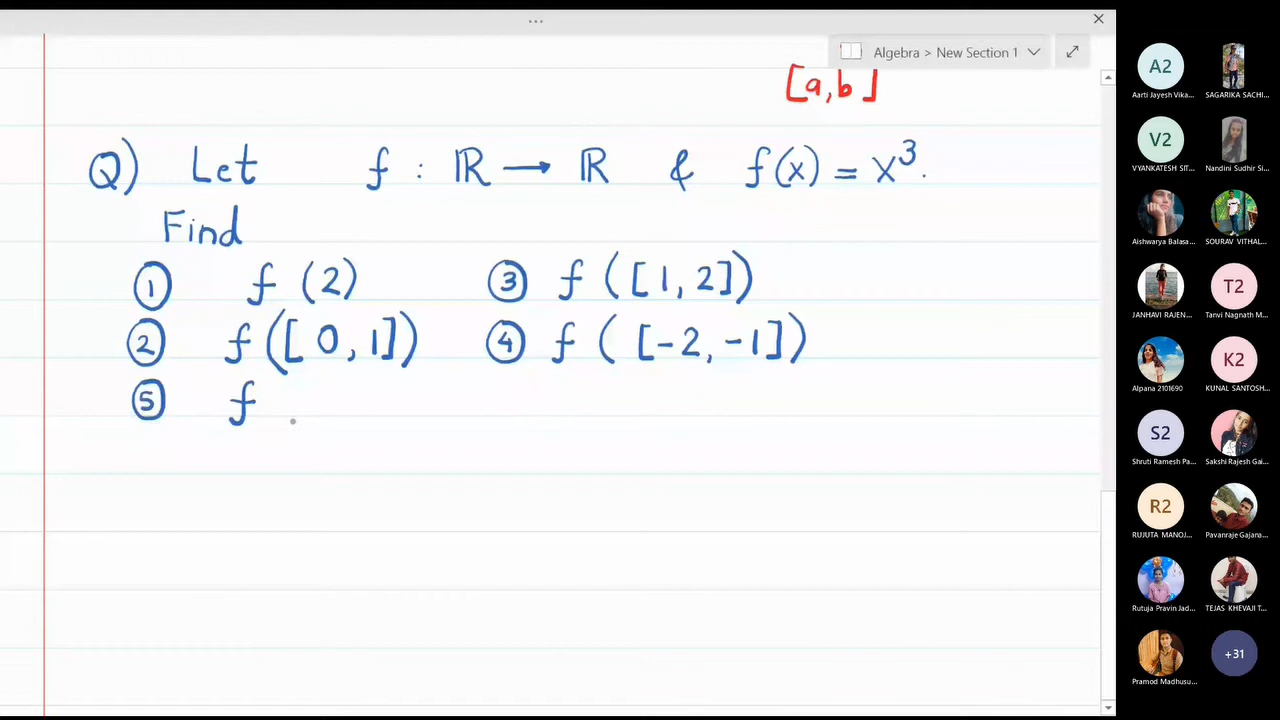 Algebra > New Section 1
[a,b]
Q) Let f : ℝ → ℝ & f(x) = x³.
Find
① f (2) ③ f ([1, 2])
② f([ 0, 1]) ④ f ( [-2, -1])
⑤ f
A2
Aarti Jayesh Vika...
SAGARIKA SACHI...
V2
VYANKATESH SIT...
Nandini Sudhir Si...
Aishwarya Balasa...
SOURAV VITHAL...
JANHAVI RAJEN...
T2
Tanvi Nagnath M...
Alpana 2101690
K2
KUNAL SANTOSH...
S2
Shruti Ramesh Pa...
Sakshi Rajesh Gai...
R2
RUJUTA MANOJ...
Pavanraje Gajana...
Rutuja Pravin Jad...
TEJAS KHEVAJI T...
Pramod Madhusu...
+31